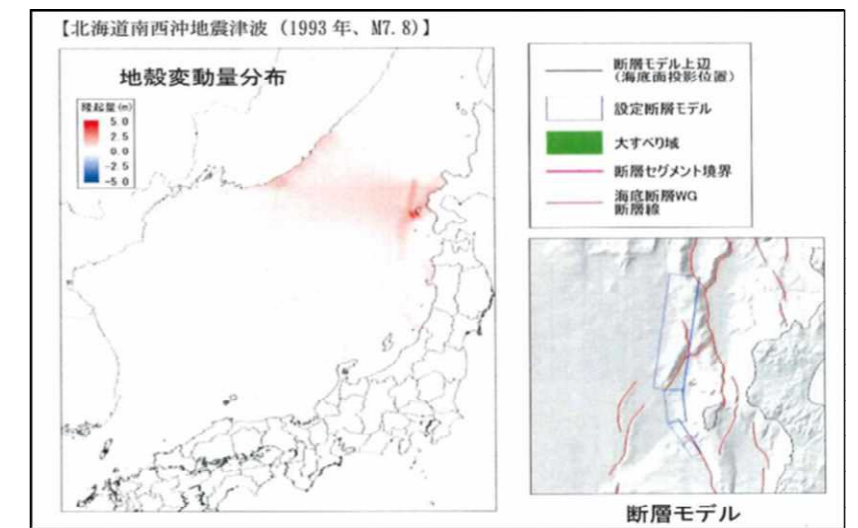 【北海道南西沖地震津波 (1993年、M7.8)】
地殻変動量分布
隆起量(m)
5.0
2.5
0.0
-2.5
-5.0
断層モデル上辺
(海底面投影位置)
設定断層モデル
大すべり域
断層セグメント境界
海底断層WG
断層線
断層モデル